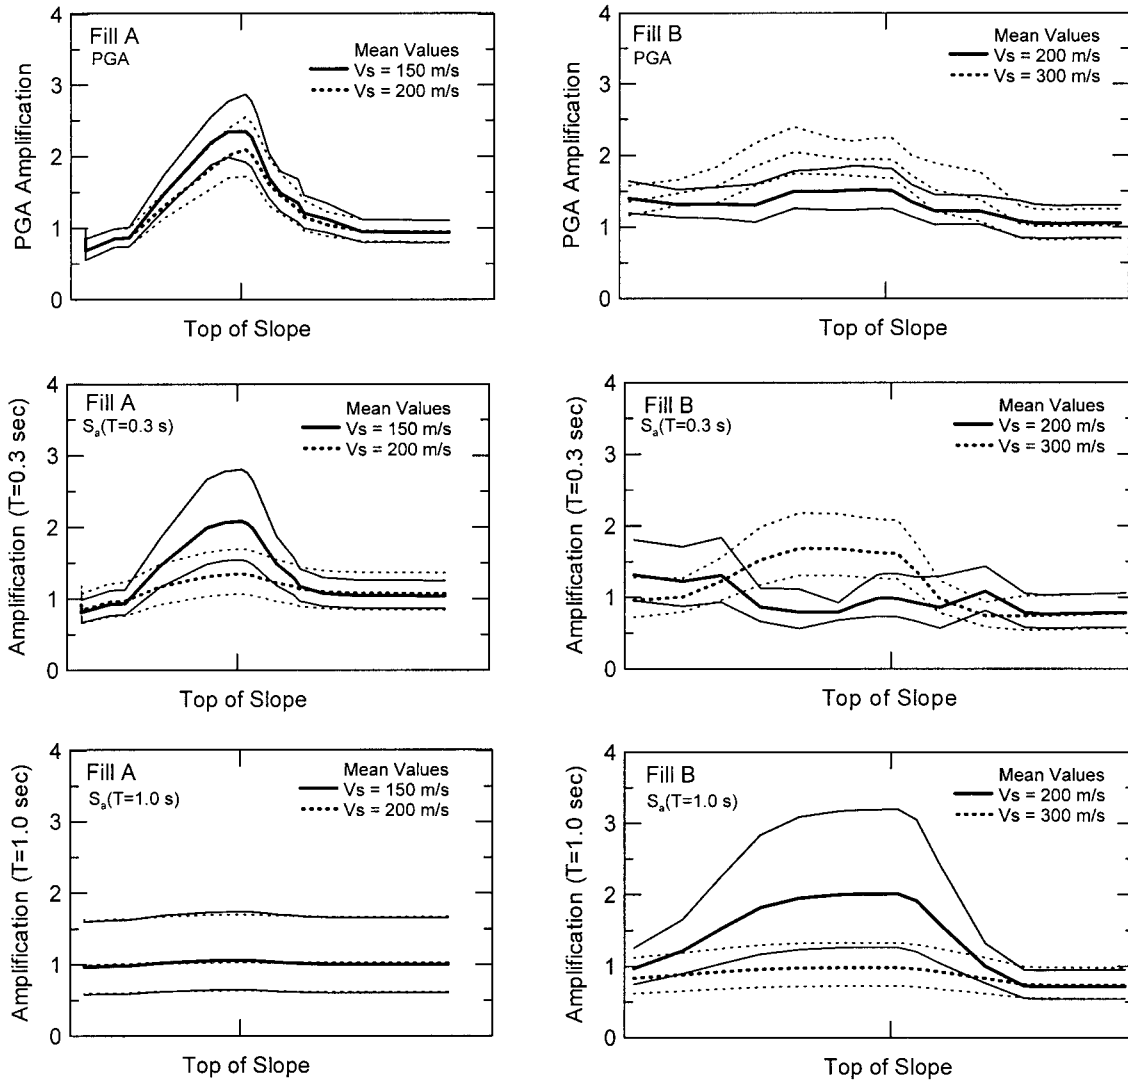 Fill A
PGA
Mean Values
Vs = 150 m/s
Vs = 200 m/s
PGA Amplification
4
3
2
1
0
Top of Slope
Fill B
PGA
Mean Values
Vs = 200 m/s
Vs = 300 m/s
PGA Amplification
4
3
2
1
0
Top of Slope
Fill A
Sa(T=0.3 s)
Mean Values
Vs = 150 m/s
Vs = 200 m/s
Amplification (T=0.3 sec)
4
3
2
1
0
Top of Slope
Fill B
Sa(T=0.3 s)
Mean Values
Vs = 200 m/s
Vs = 300 m/s
Amplification (T=0.3 sec)
4
3
2
1
0
Top of Slope
Fill A
Sa(T=1.0 s)
Mean Values
Vs = 150 m/s
Vs = 200 m/s
Amplification (T=1.0 sec)
4
3
2
1
0
Top of Slope
Fill B
Sa(T=1.0 s)
Mean Values
Vs = 200 m/s
Vs = 300 m/s
Amplification (T=1.0 sec)
4
3
2
1
0
Top of Slope